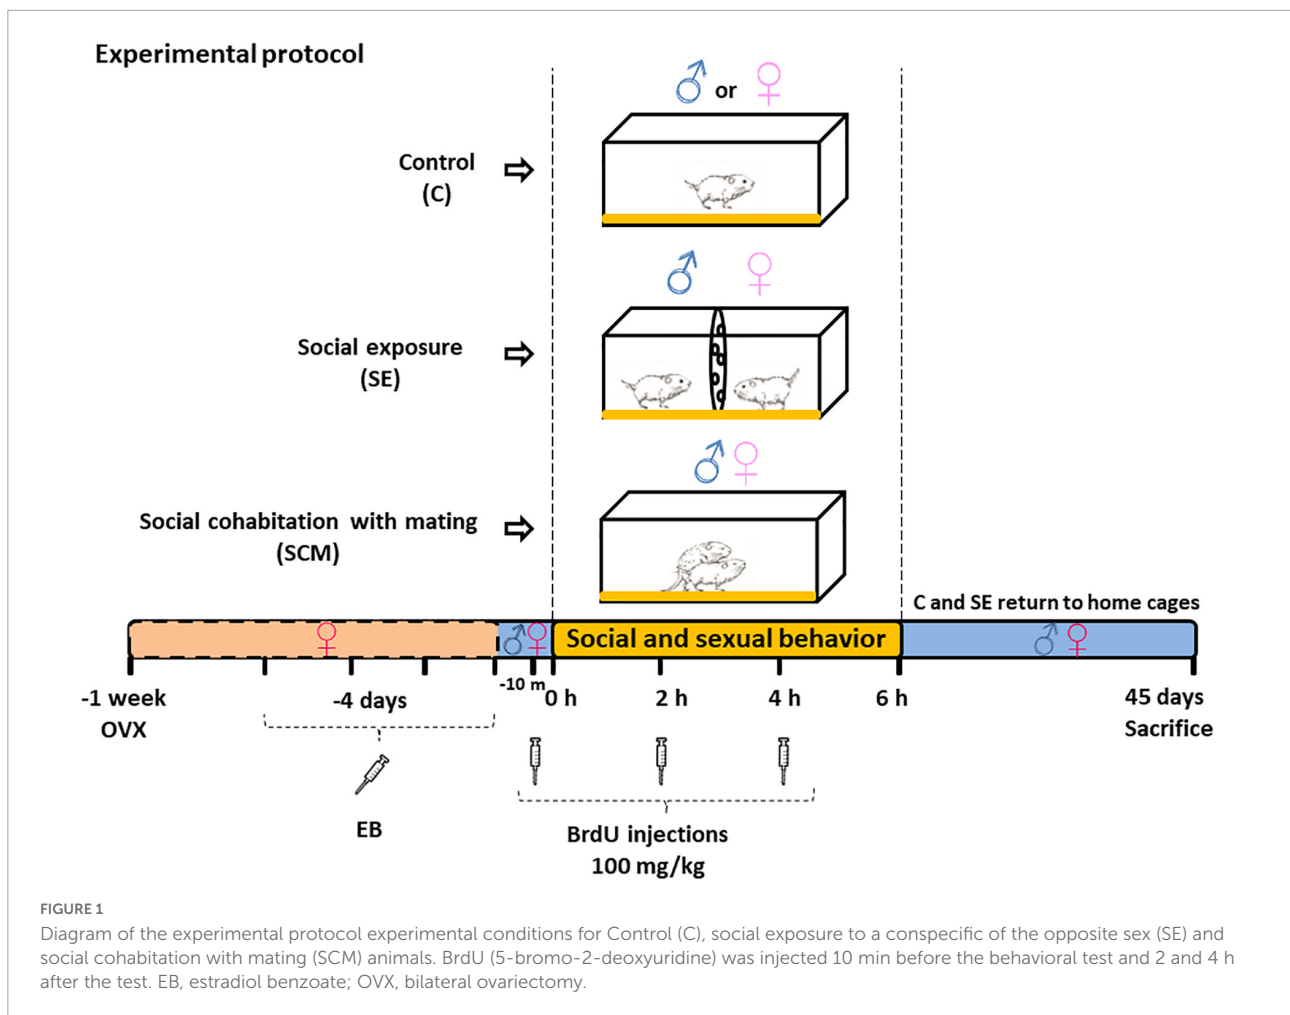 Experimental protocol
or
Control
(C)
Social exposure
(SE)
Social cohabitation with mating
(SCM)
C and SE return to home cages
Social and sexual behavior
-1 week
OVX
-4 days
-10 m
0 h
2 h
4 h
6 h
45 days
Sacrifice
EB
BrdU injections
100 mg/kg
FIGURE 1
Diagram of the experimental protocol experimental conditions for Control (C), social exposure to a conspecific of the opposite sex (SE) and
social cohabitation with mating (SCM) animals. BrdU (5-bromo-2-deoxyuridine) was injected 10 min before the behavioral test and 2 and 4 h
after the test. EB, estradiol benzoate; OVX, bilateral ovariectomy.